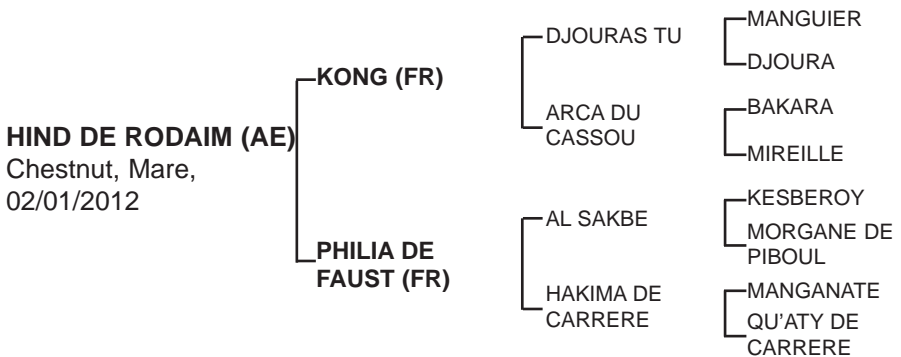 HIND DE RODAIM (AE)
Chestnut, Mare,
02/01/2012
KONG (FR)
PHILIA DE
FAUST (FR)
DJOURAS TU
ARCA DU
CASSOU
AL SAKBE
HAKIMA DE
CARRERE
MANGUIER
DJOURA
BAKARA
MIREILLE
KESBEROY
MORGANE DE
PIBOUL
MANGANATE
QU’ATY DE
CARRERE